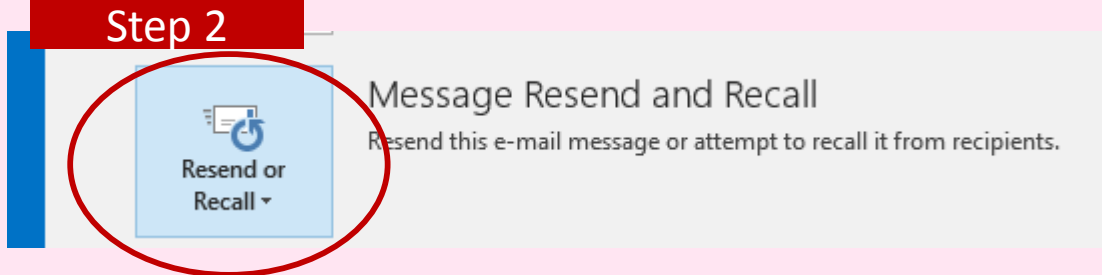 Step 2
Message Resend and Recall
Resend this e-mail message or attempt to recall it from recipients.
Resend or
Recall